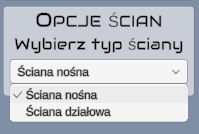 Opcje ścian
Wybierz typ ściany
Ściana nośna
Ściana nośna
Ściana działowa